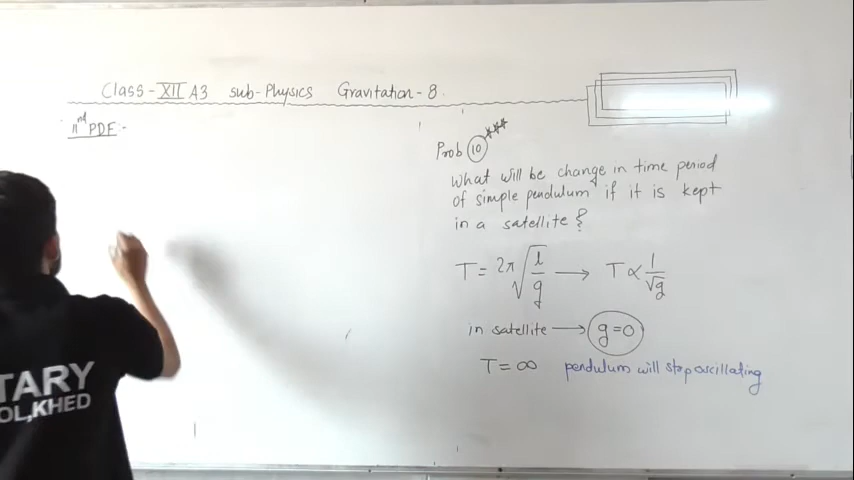 Class - XII A3 sub-Physics Gravitation - 8.
IInd PDF :-
Prob 10 ***
What will be change in time period
of simple pendulum if it is kept
in a satellite ?
T = 2π√(l/g) → T ∝ 1/√g
in satellite → g=0
T = ∞ pendulum will stop oscillating
TARY
OL,KHED